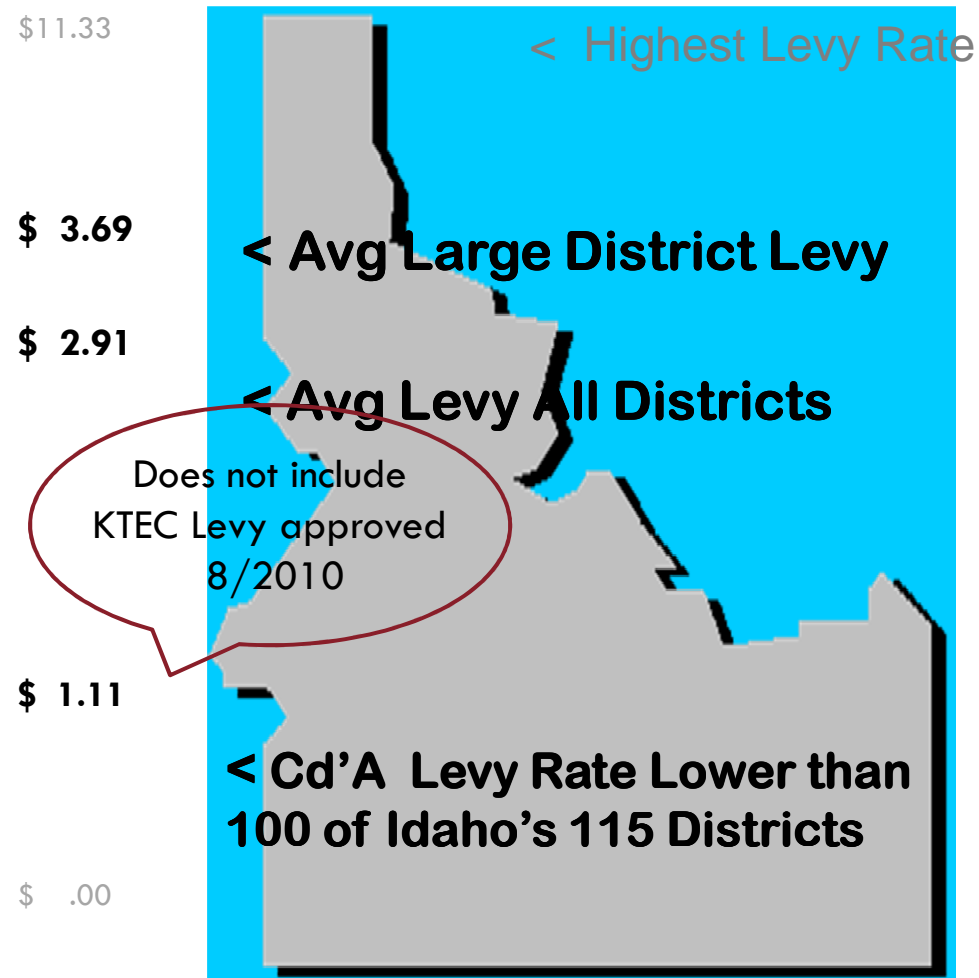 $11.33
< Highest Levy Rate
$ 3.69
< Avg Large District Levy
$ 2.91
< Avg Levy All Districts
Does not include
KTEC Levy approved
8/2010
$ 1.11
< Cd’A Levy Rate Lower than
100 of Idaho’s 115 Districts
$ .00